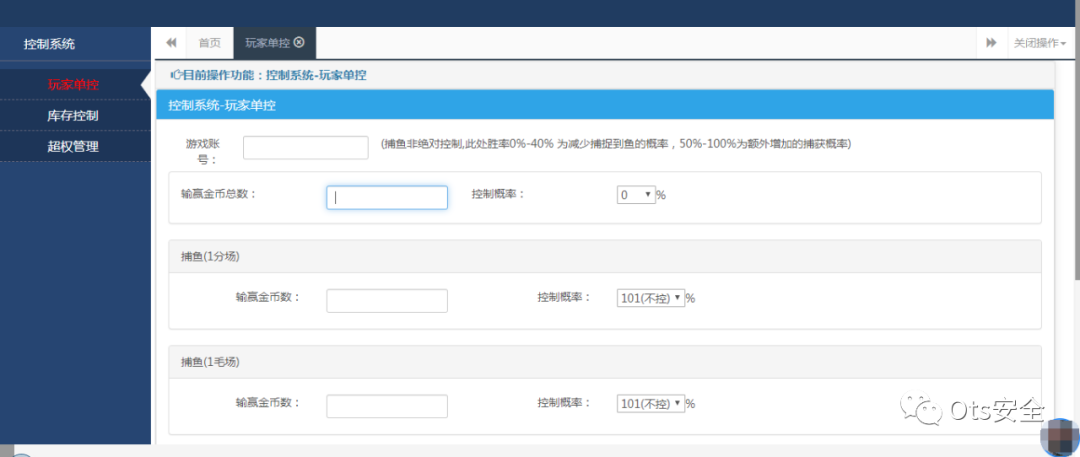 控制系统
首页
玩家单控
关闭操作
玩家单控
库存控制
超权管理
目前操作功能：控制系统-玩家单控
控制系统-玩家单控
游戏账号：
(捕鱼非绝对控制,此处胜率0%-40% 为减少捕捉到鱼的概率，50%-100%为额外增加的捕获概率)
输赢金币总数： 控制概率： 0 %
捕鱼(1分场)
输赢金币数： 控制概率： 101(不控) %
捕鱼(1毛场)
输赢金币数： 控制概率： 101(不控) %
Ots安全